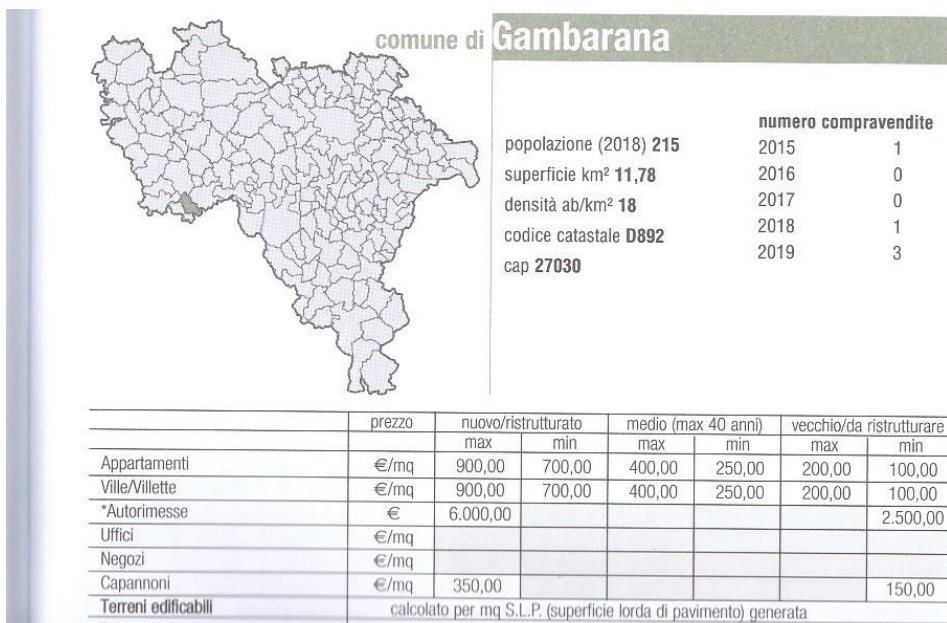 comune di Gambarana
popolazione (2018) 215
superficie km² 11,78
densità ab/km² 18
codice catastale D892
cap 27030
numero compravendite
2015 1
2016 0
2017 0
2018 1
2019 3
prezzo nuovo/ristrutturato medio (max 40 anni) vecchio/da ristrutturare
max min max min max min
Appartamenti €/mq 900,00 700,00 400,00 250,00 200,00 100,00
Ville/Villette €/mq 900,00 700,00 400,00 250,00 200,00 100,00
*Autorimesse € 6.000,00 2.500,00
Uffici €/mq
Negozi €/mq
Capannoni €/mq 350,00 150,00
Terreni edificabili calcolato per mq S.L.P. (superficie lorda di pavimento) generata